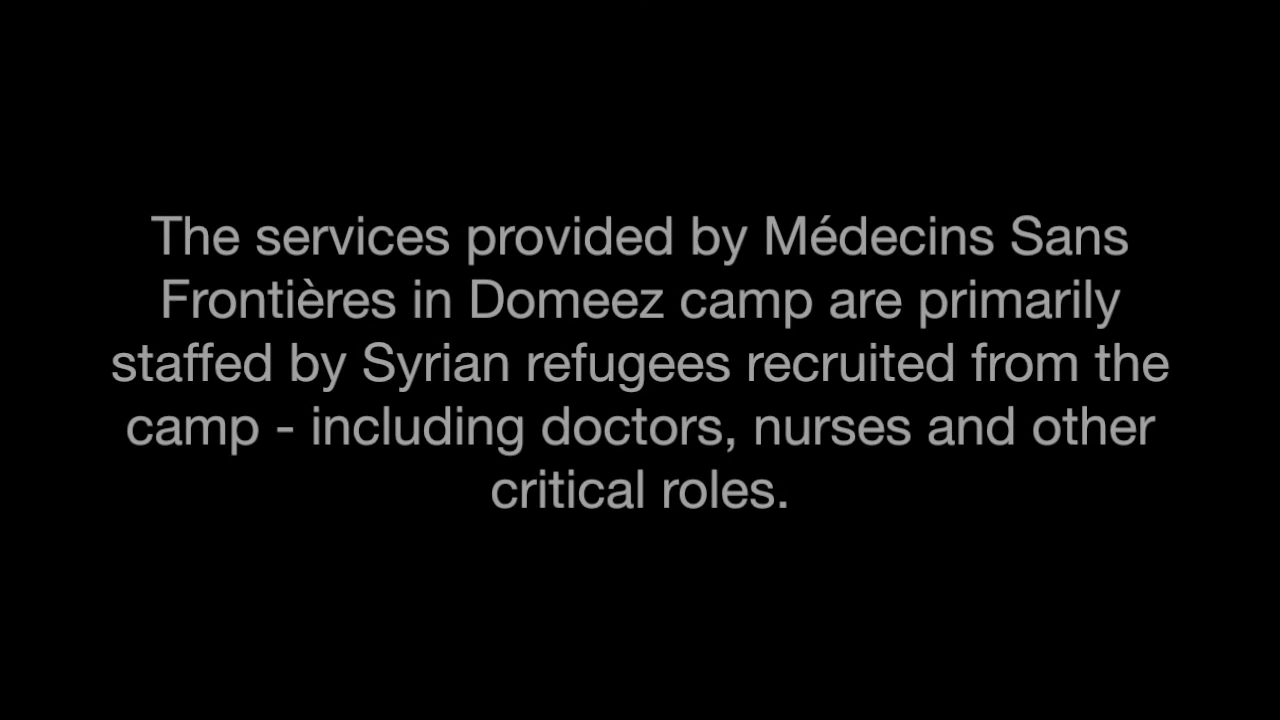 The services provided by Médecins Sans
Frontières in Domeez camp are primarily
staffed by Syrian refugees recruited from the
camp - including doctors, nurses and other
critical roles.